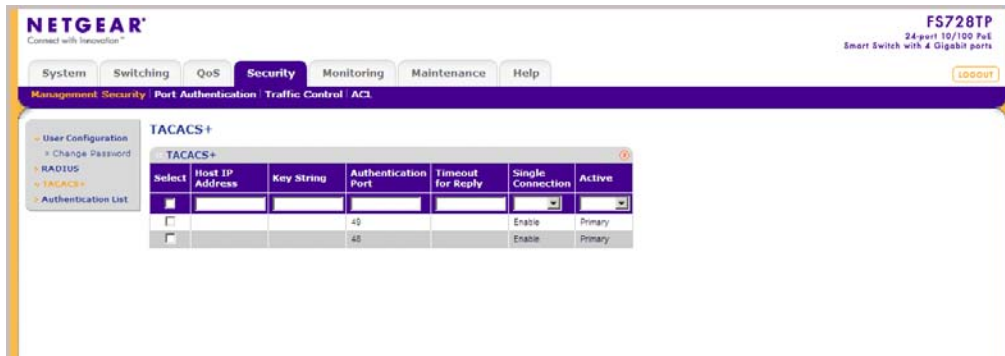 NETGEAR®
Connect with Innovation™
FS728TP
24-port 10/100 PoE
Smart Switch with 4 Gigabit ports
System Switching QoS Security Monitoring Maintenance Help
LOGOUT
Management Security Port Authentication Traffic Control ACL
User Configuration
Change Password
RADIUS
TACACS+
Authentication List
TACACS+
TACACS+
Select Host IP Address Key String Authentication Port Timeout for Reply Single Connection Active
49 Enable Primary
48 Enable Primary